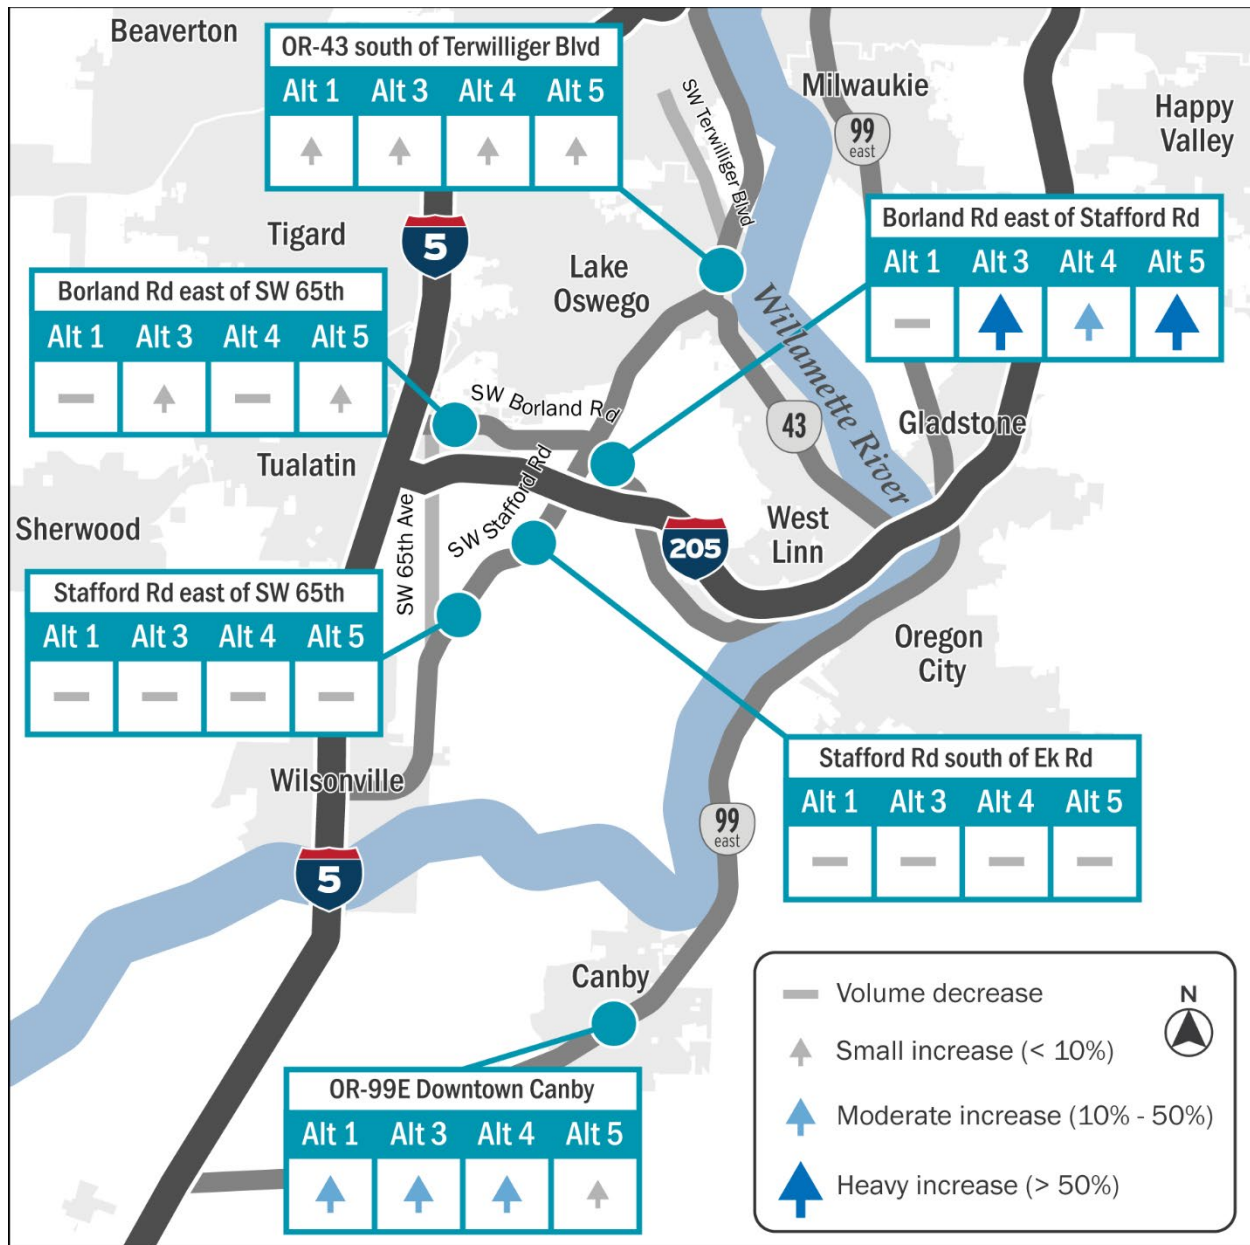 Beaverton
OR-43 south of Terwilliger Blvd
Alt 1 Alt 3 Alt 4 Alt 5
SW Terwilliger Blvd
Milwaukie
99
east
Happy
Valley
Tigard
5
Lake
Oswego
Borland Rd east of Stafford Rd
Alt 1 Alt 3 Alt 4 Alt 5
Borland Rd east of SW 65th
Alt 1 Alt 3 Alt 4 Alt 5
Willamette River
SW Borland Rd
43
Gladstone
Tualatin
Sherwood
SW 65th Ave
SW Stafford Rd
205
West
Linn
Stafford Rd east of SW 65th
Alt 1 Alt 3 Alt 4 Alt 5
Oregon
City
Wilsonville
Stafford Rd south of Ek Rd
Alt 1 Alt 3 Alt 4 Alt 5
99
east
5
Canby
OR-99E Downtown Canby
Alt 1 Alt 3 Alt 4 Alt 5
Volume decrease
N
Small increase (< 10%)
Moderate increase (10% - 50%)
Heavy increase (> 50%)